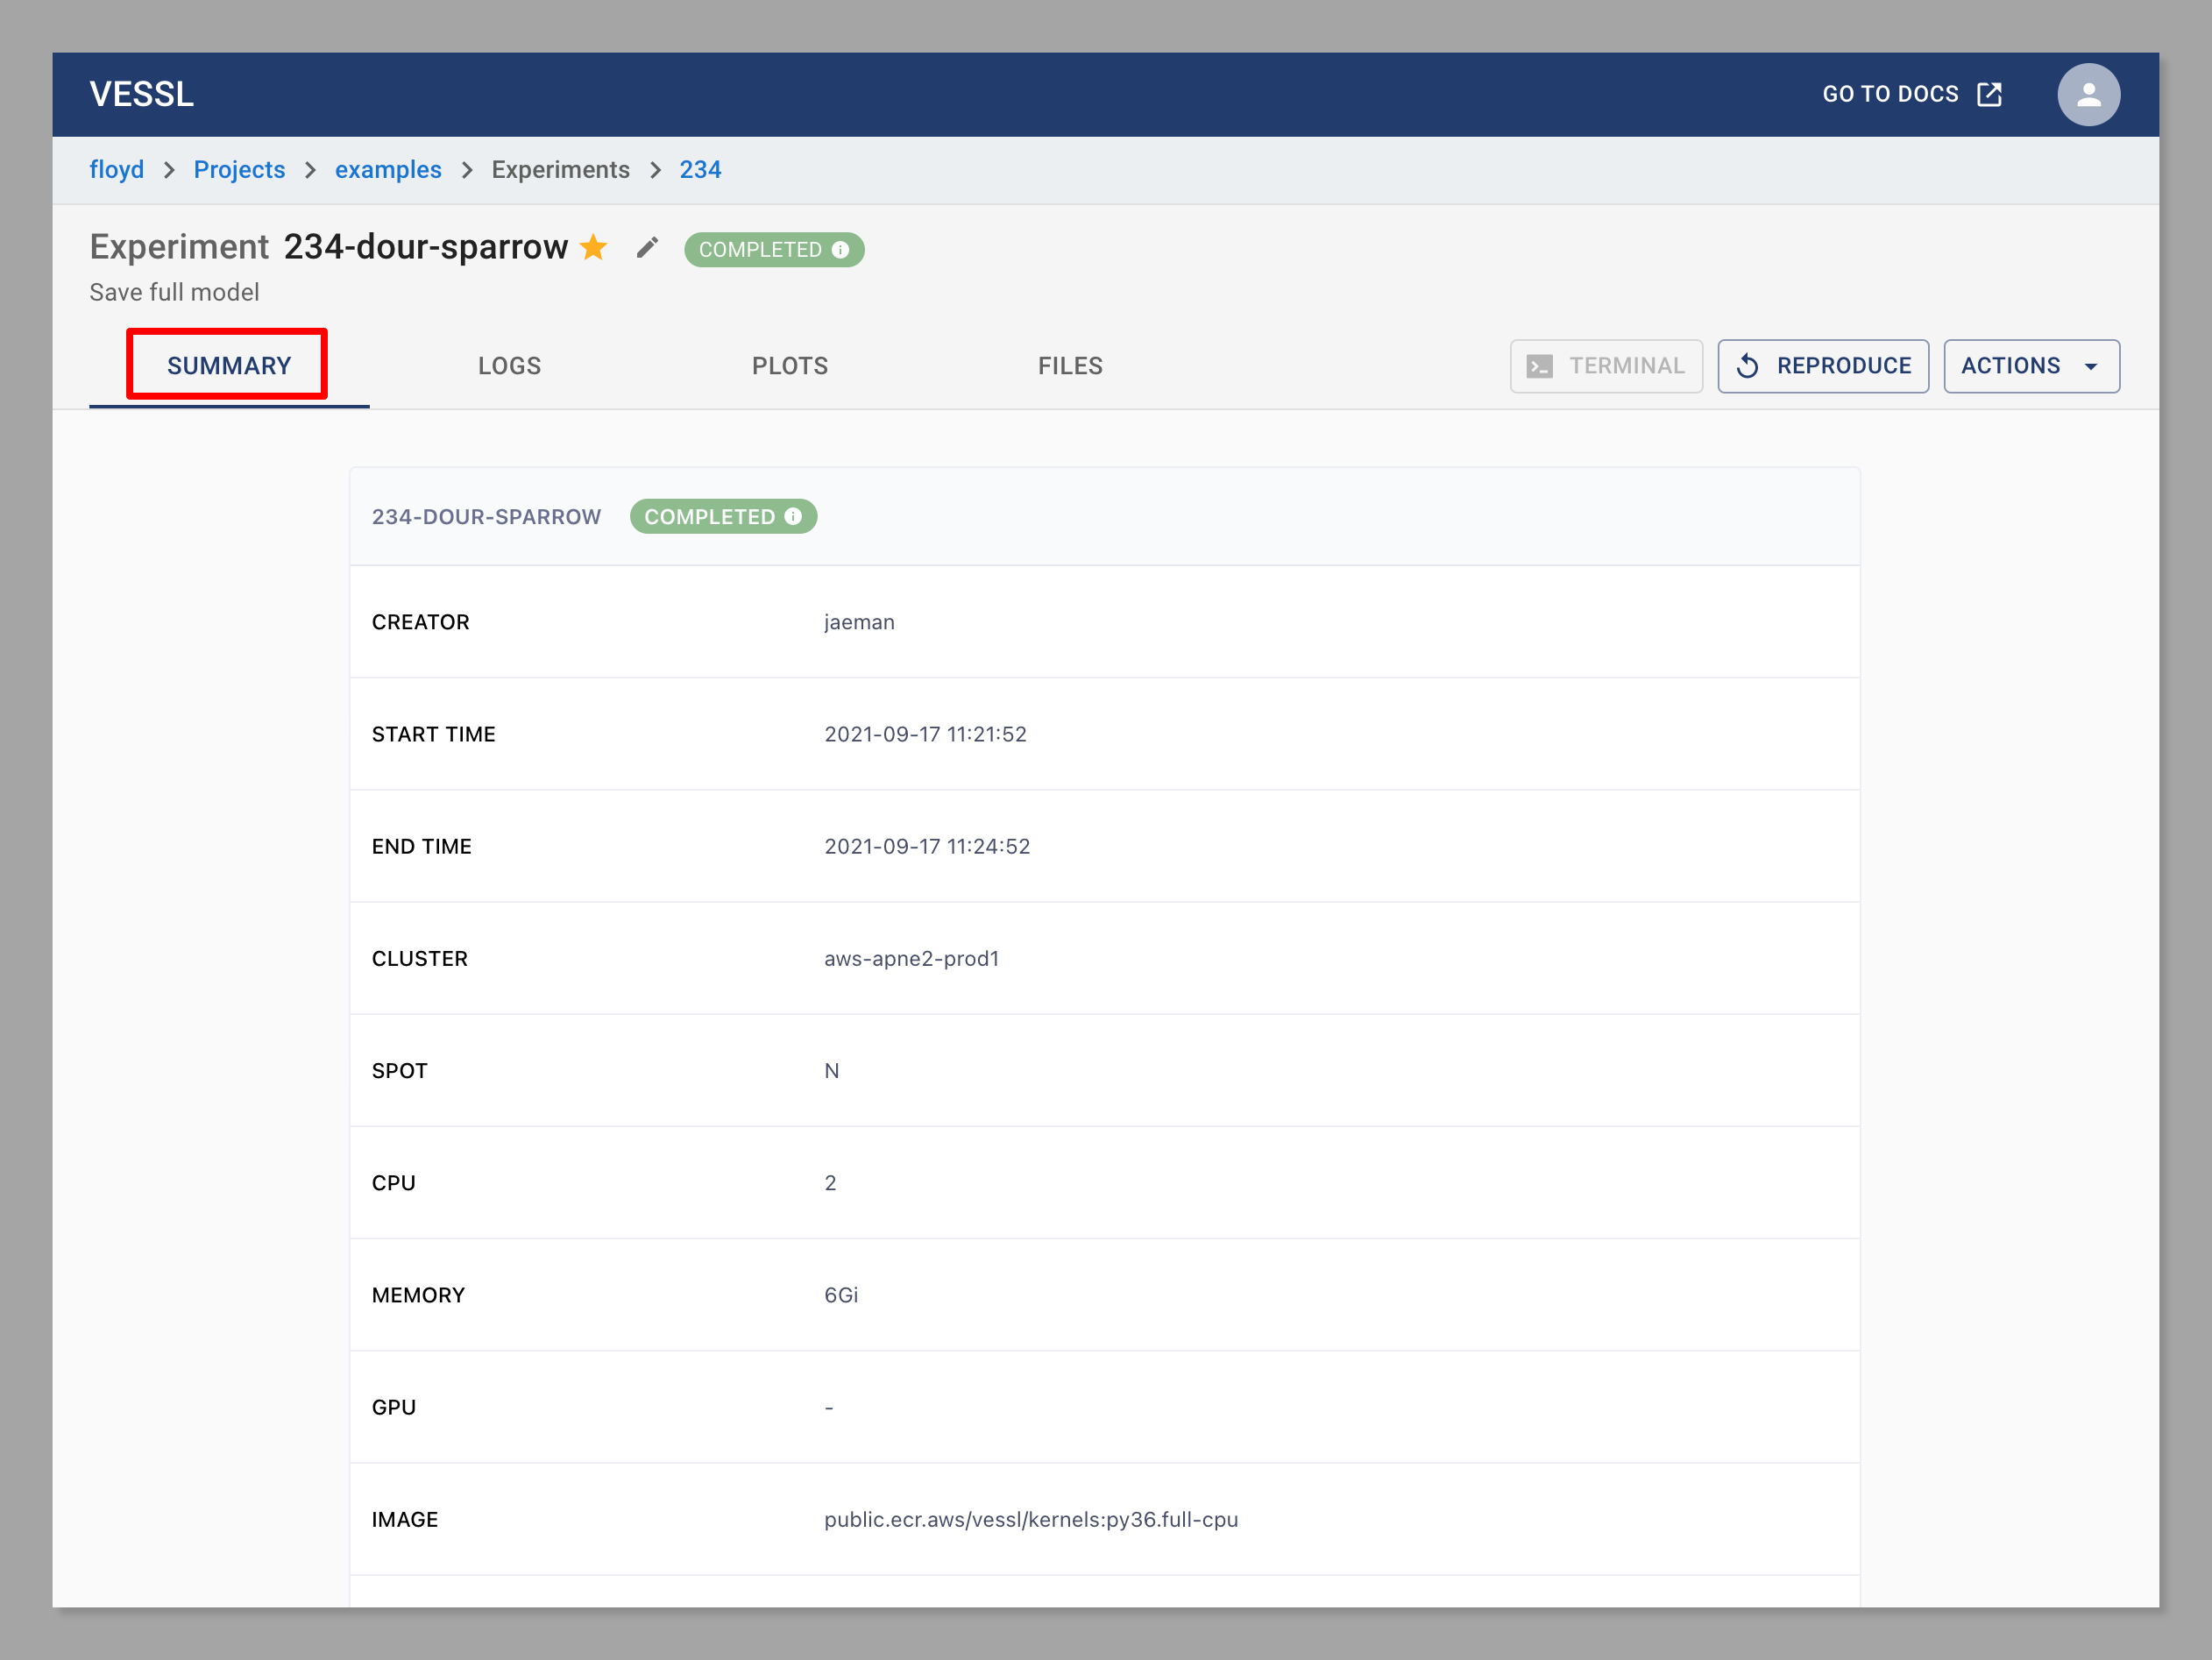 VESSL
GO TO DOCS
floyd > Projects > examples > Experiments > 234
Experiment 234-dour-sparrow COMPLETED
Save full model
SUMMARY LOGS PLOTS FILES TERMINAL REPRODUCE ACTIONS
234-DOUR-SPARROW COMPLETED
CREATOR jaeman
START TIME 2021-09-17 11:21:52
END TIME 2021-09-17 11:24:52
CLUSTER aws-apne2-prod1
SPOT N
CPU 2
MEMORY 6Gi
GPU -
IMAGE public.ecr.aws/vessl/kernels:py36.full-cpu